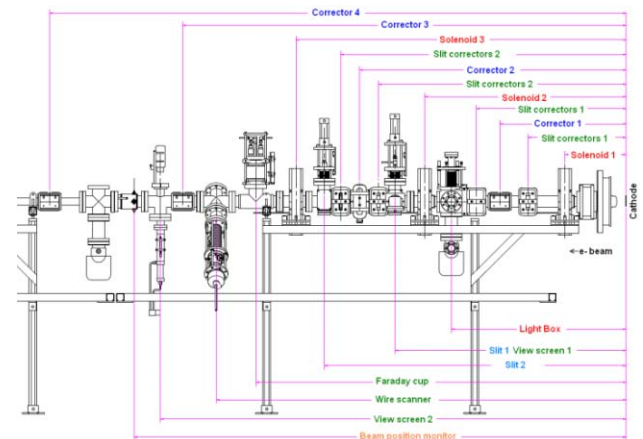 Corrector 4
Corrector 3
Solenoid 3
Slit correctors 2
Corrector 2
Slit correctors 2
Solenoid 2
Slit correctors 1
Corrector 1
Slit correctors 1
Solenoid 1
Cathode
<-e- beam
Light Box
Slit 1 View screen 1
Slit 2
Faraday cup
Wire scanner
View screen 2
Beam position monitor